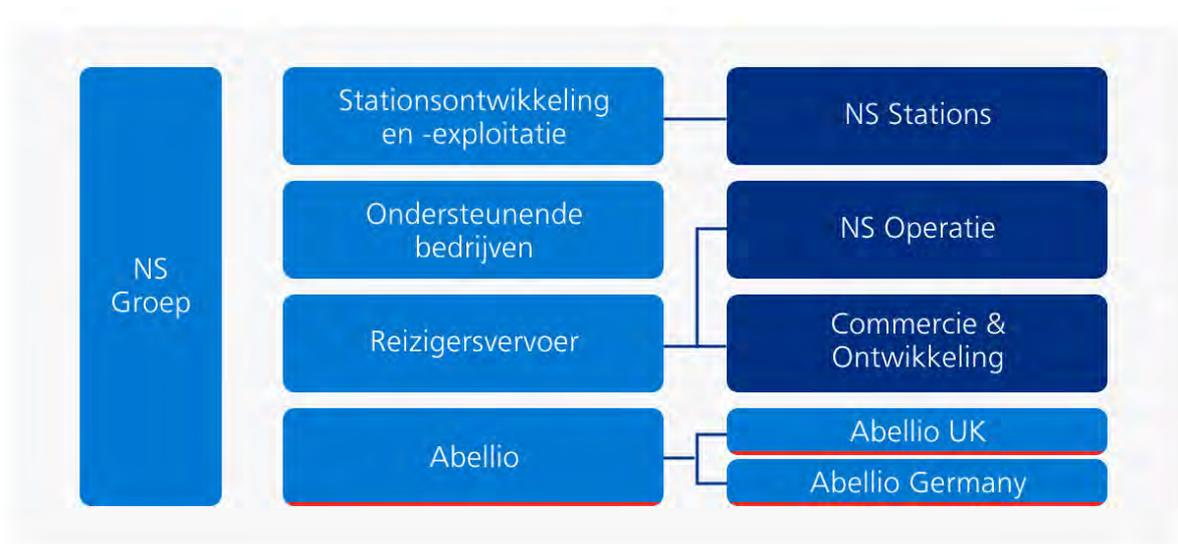 NS
Groep
Stationsontwikkeling
en -exploitatie
NS Stations
Ondersteunende
bedrijven
NS Operatie
Reizigersvervoer
Commercie &
Ontwikkeling
Abellio
Abellio UK
Abellio Germany